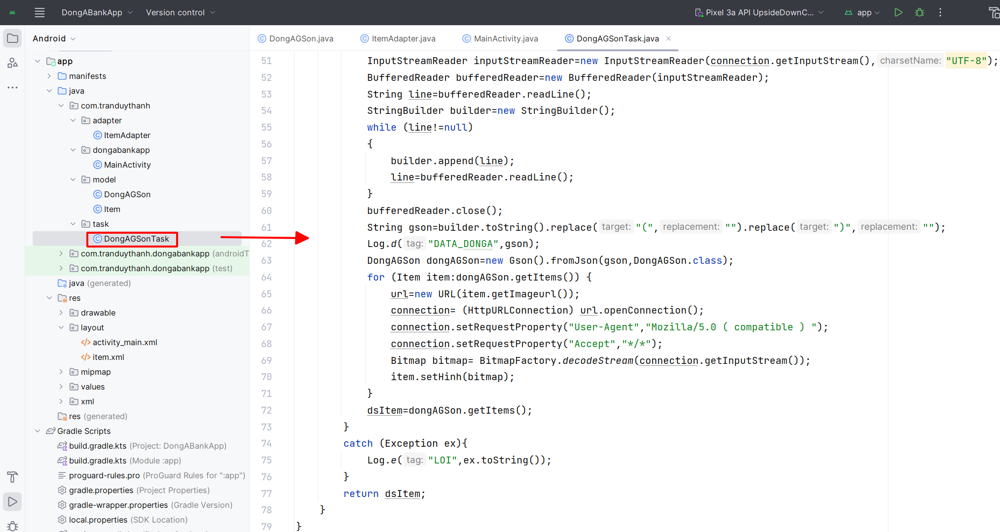 DongABankApp Version control Pixel 3a API UpsideDownC... app
Android
DongAGSon.java ItemAdapter.java MainActivity.java DongAGSonTask.java
app
manifests
java
com.tranduythanh
adapter
ItemAdapter
dongabankapp
MainActivity
model
DongAGSon
Item
task
DongAGSonTask
com.tranduythanh.dongabankapp (androidT
com.tranduythanh.dongabankapp (test)
java (generated)
res
drawable
layout
activity_main.xml
item.xml
mipmap
values
xml
res (generated)
Gradle Scripts
build.gradle.kts (Project: DongABankApp)
build.gradle.kts (Module :app)
proguard-rules.pro (ProGuard Rules for ":app")
gradle.properties (Project Properties)
gradle-wrapper.properties (Gradle Version)
local.properties (SDK Location)
51 InputStreamReader inputStreamReader=new InputStreamReader(connection.getInputStream(), charsetName: "UTF-8");
52 BufferedReader bufferedReader=new BufferedReader(inputStreamReader);
53 String line=bufferedReader.readLine();
54 StringBuilder builder=new StringBuilder();
55 while (line!=null)
56 {
57 builder.append(line);
58 line=bufferedReader.readLine();
59 }
60 bufferedReader.close();
61 String gson=builder.toString().replace( target: "(", replacement: "").replace( target: ")", replacement: "");
62 Log.d( tag: "DATA_DONGA",gson);
63 DongAGSon dongAGSon=new Gson().fromJson(gson,DongAGSon.class);
64 for (Item item:dongAGSon.getItems()) {
65 url=new URL(item.getImageurl());
66 connection= (HttpURLConnection) url.openConnection();
67 connection.setRequestProperty("User-Agent","Mozilla/5.0 ( compatible ) ");
68 connection.setRequestProperty("Accept","*/*");
69 Bitmap bitmap= BitmapFactory.decodeStream(connection.getInputStream());
70 item.setHinh(bitmap);
71 }
72 dsItem=dongAGSon.getItems();
73 }
74 catch (Exception ex){
75 Log.e( tag: "LOI",ex.toString());
76 }
77 return dsItem;
78 }
79 }